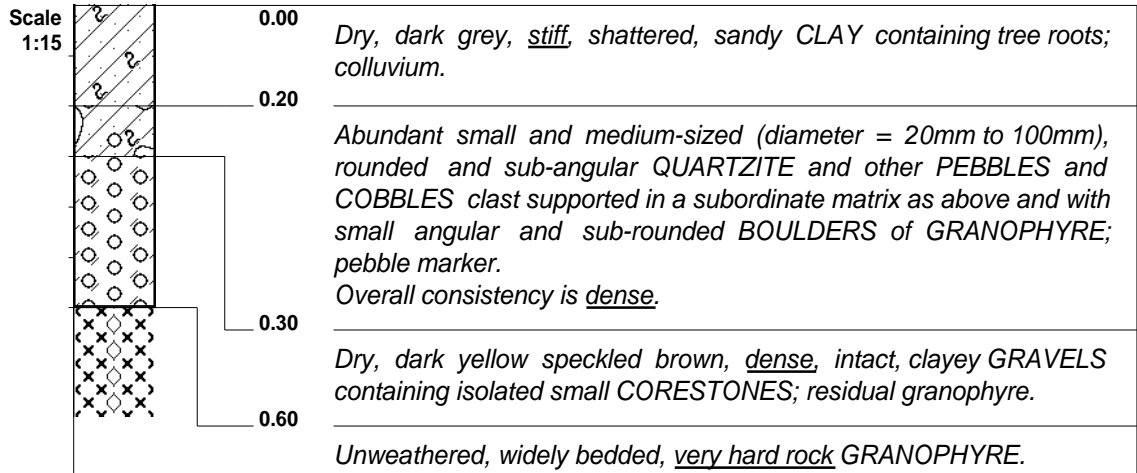 Scale
1:15
0.00
Dry, dark grey, stiff, shattered, sandy CLAY containing tree roots;
colluvium.
0.20
Abundant small and medium-sized (diameter = 20mm to 100mm),
rounded and sub-angular QUARTZITE and other PEBBLES and
COBBLES clast supported in a subordinate matrix as above and with
small angular and sub-rounded BOULDERS of GRANOPHYRE;
pebble marker.
Overall consistency is dense.
0.30
Dry, dark yellow speckled brown, dense, intact, clayey GRAVELS
containing isolated small CORESTONES; residual granophyre.
0.60
Unweathered, widely bedded, very hard rock GRANOPHYRE.